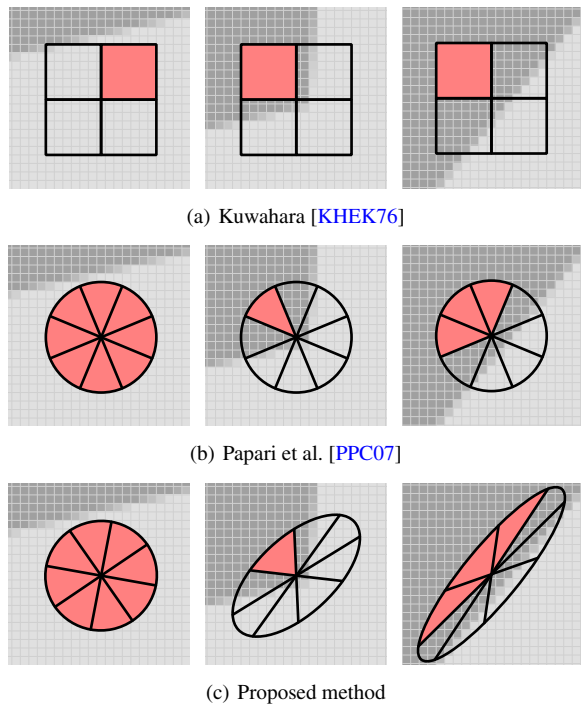 (a) Kuwahara [KHEK76]
(b) Papari et al. [PPC07]
(c) Proposed method